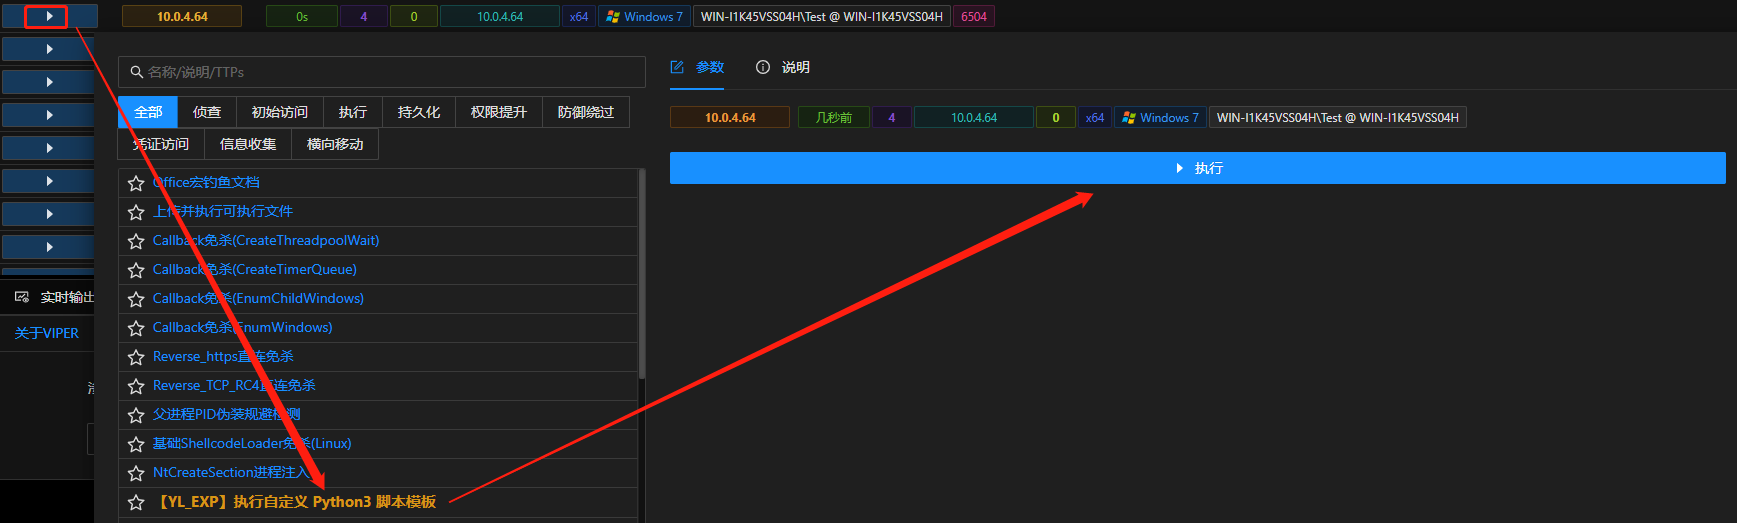 10.0.4.64 0s 4 0 10.0.4.64 x64 Windows 7 WIN-I1K45VSS04H\Test @ WIN-I1K45VSS04H 6504
名称/说明/TTPs
参数 说明
全部 侦查 初始访问 执行 持久化 权限提升 防御绕过
10.0.4.64 几秒前 4 10.0.4.64 0 x64 Windows 7 WIN-I1K45VSS04H\Test @ WIN-I1K45VSS04H
凭证访问 信息收集 横向移动
执行
Office宏钓鱼文档
上传并执行可执行文件
Callback免杀(CreateThreadpoolWait)
Callback免杀(CreateTimerQueue)
Callback免杀(EnumChildWindows)
Callback免杀(EnumWindows)
Reverse_https直连免杀
Reverse_TCP_RC4直连免杀
父进程PID伪装规避检测
基础ShellcodeLoader免杀(Linux)
NtCreateSection进程注入
【YL_EXP】执行自定义 Python3 脚本模板
实时输出
关于VIPER